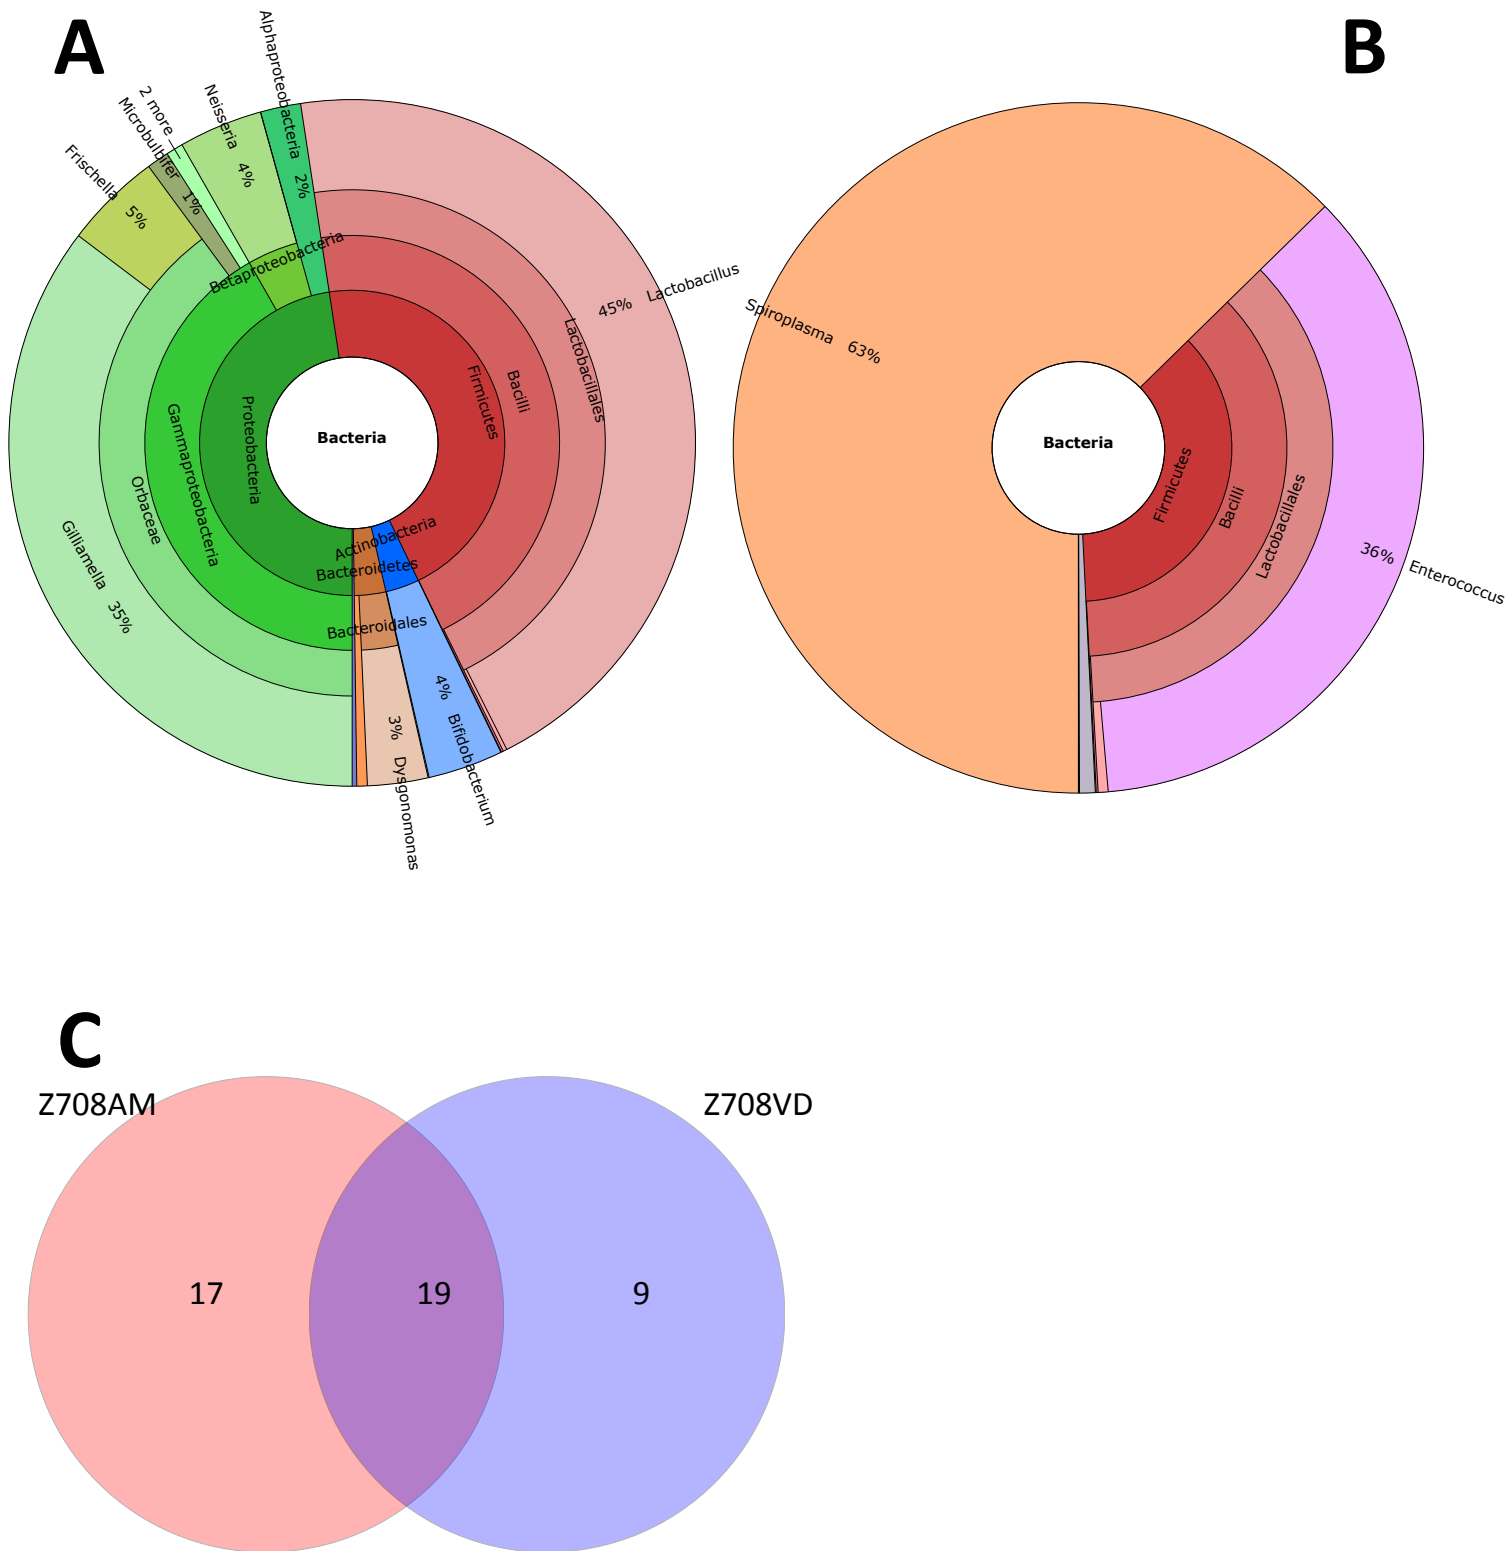 A
B
Alphaproteobacteria 2%
2 more
Neisseria 4%
Microbulbifer 1%
Frischella 5%
Betaproteobacteria
45% Lactobacillus
Lactobacillales
Bacilli
Firmicutes
Bacteria
Proteobacteria
Gammaproteobacteria
Orbaceae
Gilliamella 35%
Actinobacteria
Bacteroidetes
Bacteroidales
3% Dysgonomonas
4% Bifidobacterium
Spiroplasma 63%
Bacteria
Firmicutes
Bacilli
Lactobacillales
36% Enterococcus
C
Z708AM
Z708VD
17
19
9